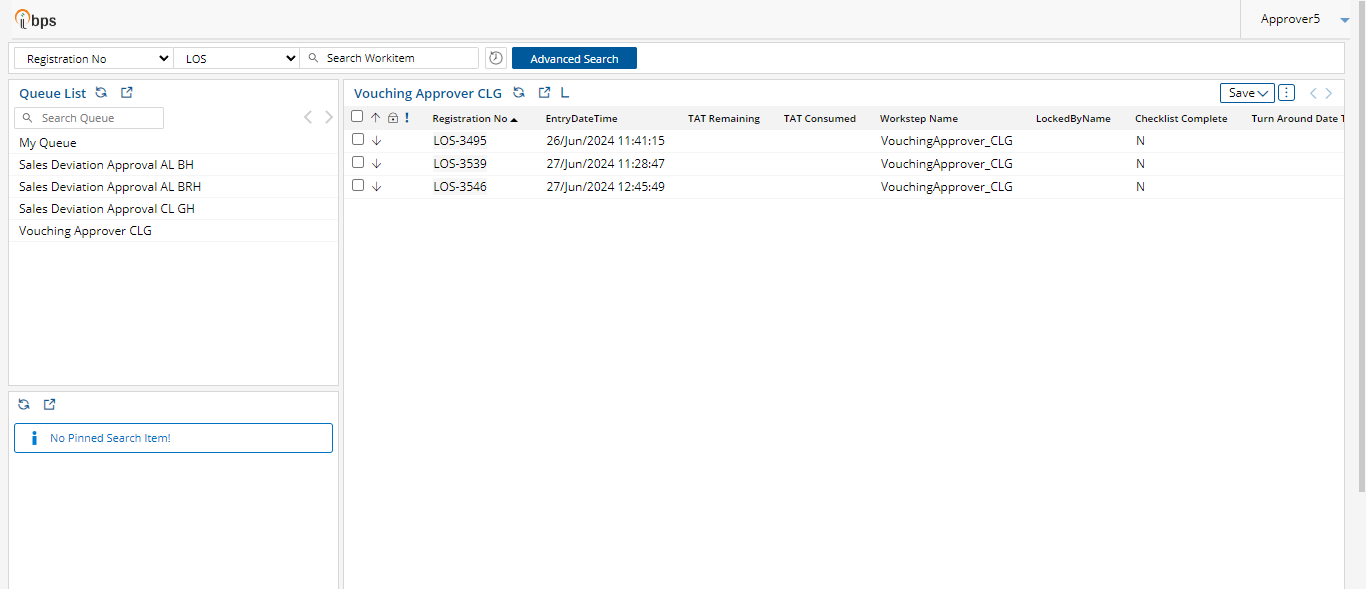 ibps
Approver5
Registration No LOS Search Workitem Advanced Search
Queue List
Search Queue
My Queue
Sales Deviation Approval AL BH
Sales Deviation Approval AL BRH
Sales Deviation Approval CL GH
Vouching Approver CLG
No Pinned Search Item!
Vouching Approver CLG L Save
Registration No EntryDateTime TAT Remaining TAT Consumed Workstep Name LockedByName Checklist Complete Turn Around Date T
LOS-3495 26/Jun/2024 11:41:15 VouchingApprover_CLG N
LOS-3539 27/Jun/2024 11:28:47 VouchingApprover_CLG N
LOS-3546 27/Jun/2024 12:45:49 VouchingApprover_CLG N